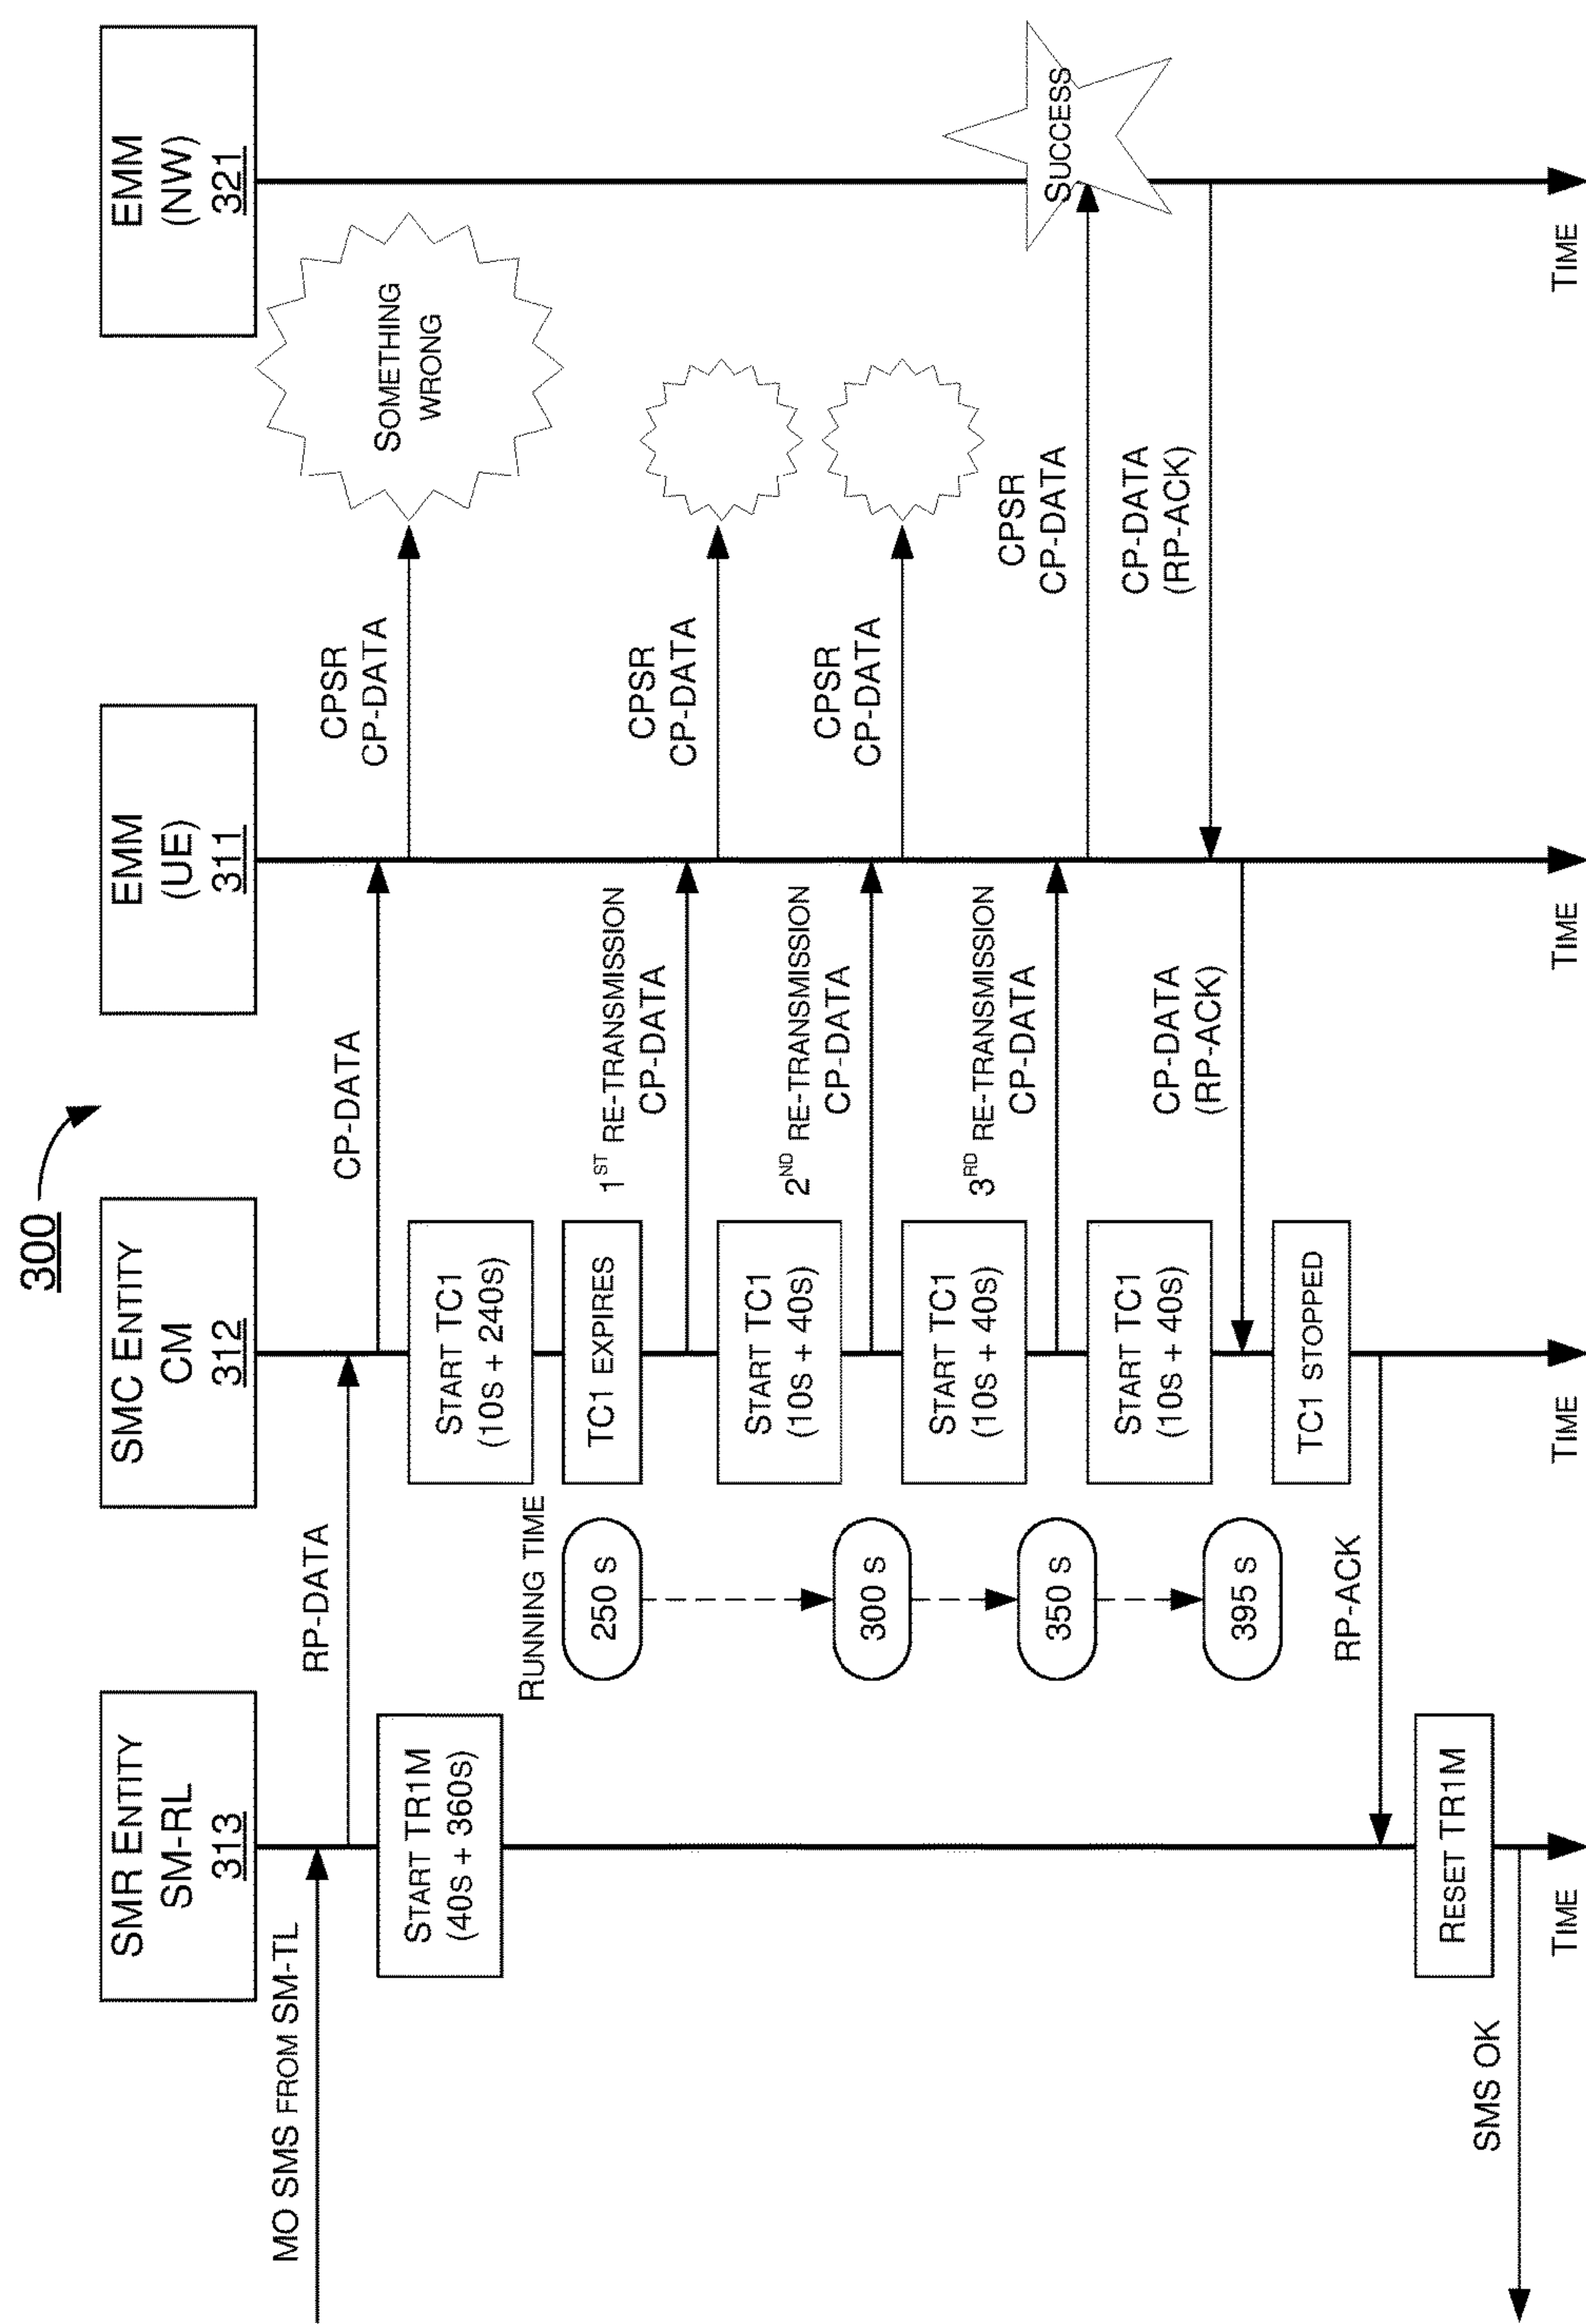 300
SMR ENTITY
SM-RL
313
SMC ENTITY
CM
312
EMM
(UE)
311
EMM
(NW)
321
MO SMS FROM SM-TL
RP-DATA
CP-DATA
START TR1M
(40S + 360S)
START TC1
(10S + 240S)
CPSR
CP-DATA
SOMETHING
WRONG
RUNNING TIME
250 S
TC1 EXPIRES
1ST RE-TRANSMISSION
CP-DATA
CPSR
CP-DATA
START TC1
(10S + 40S)
300 S
2ND RE-TRANSMISSION
CP-DATA
CPSR
CP-DATA
START TC1
(10S + 40S)
350 S
3RD RE-TRANSMISSION
CP-DATA
CPSR
CP-DATA
SUCCESS
START TC1
(10S + 40S)
CP-DATA
(RP-ACK)
395 S
CP-DATA
(RP-ACK)
TC1 STOPPED
RP-ACK
RESET TR1M
SMS OK
TIME
TIME
TIME
TIME